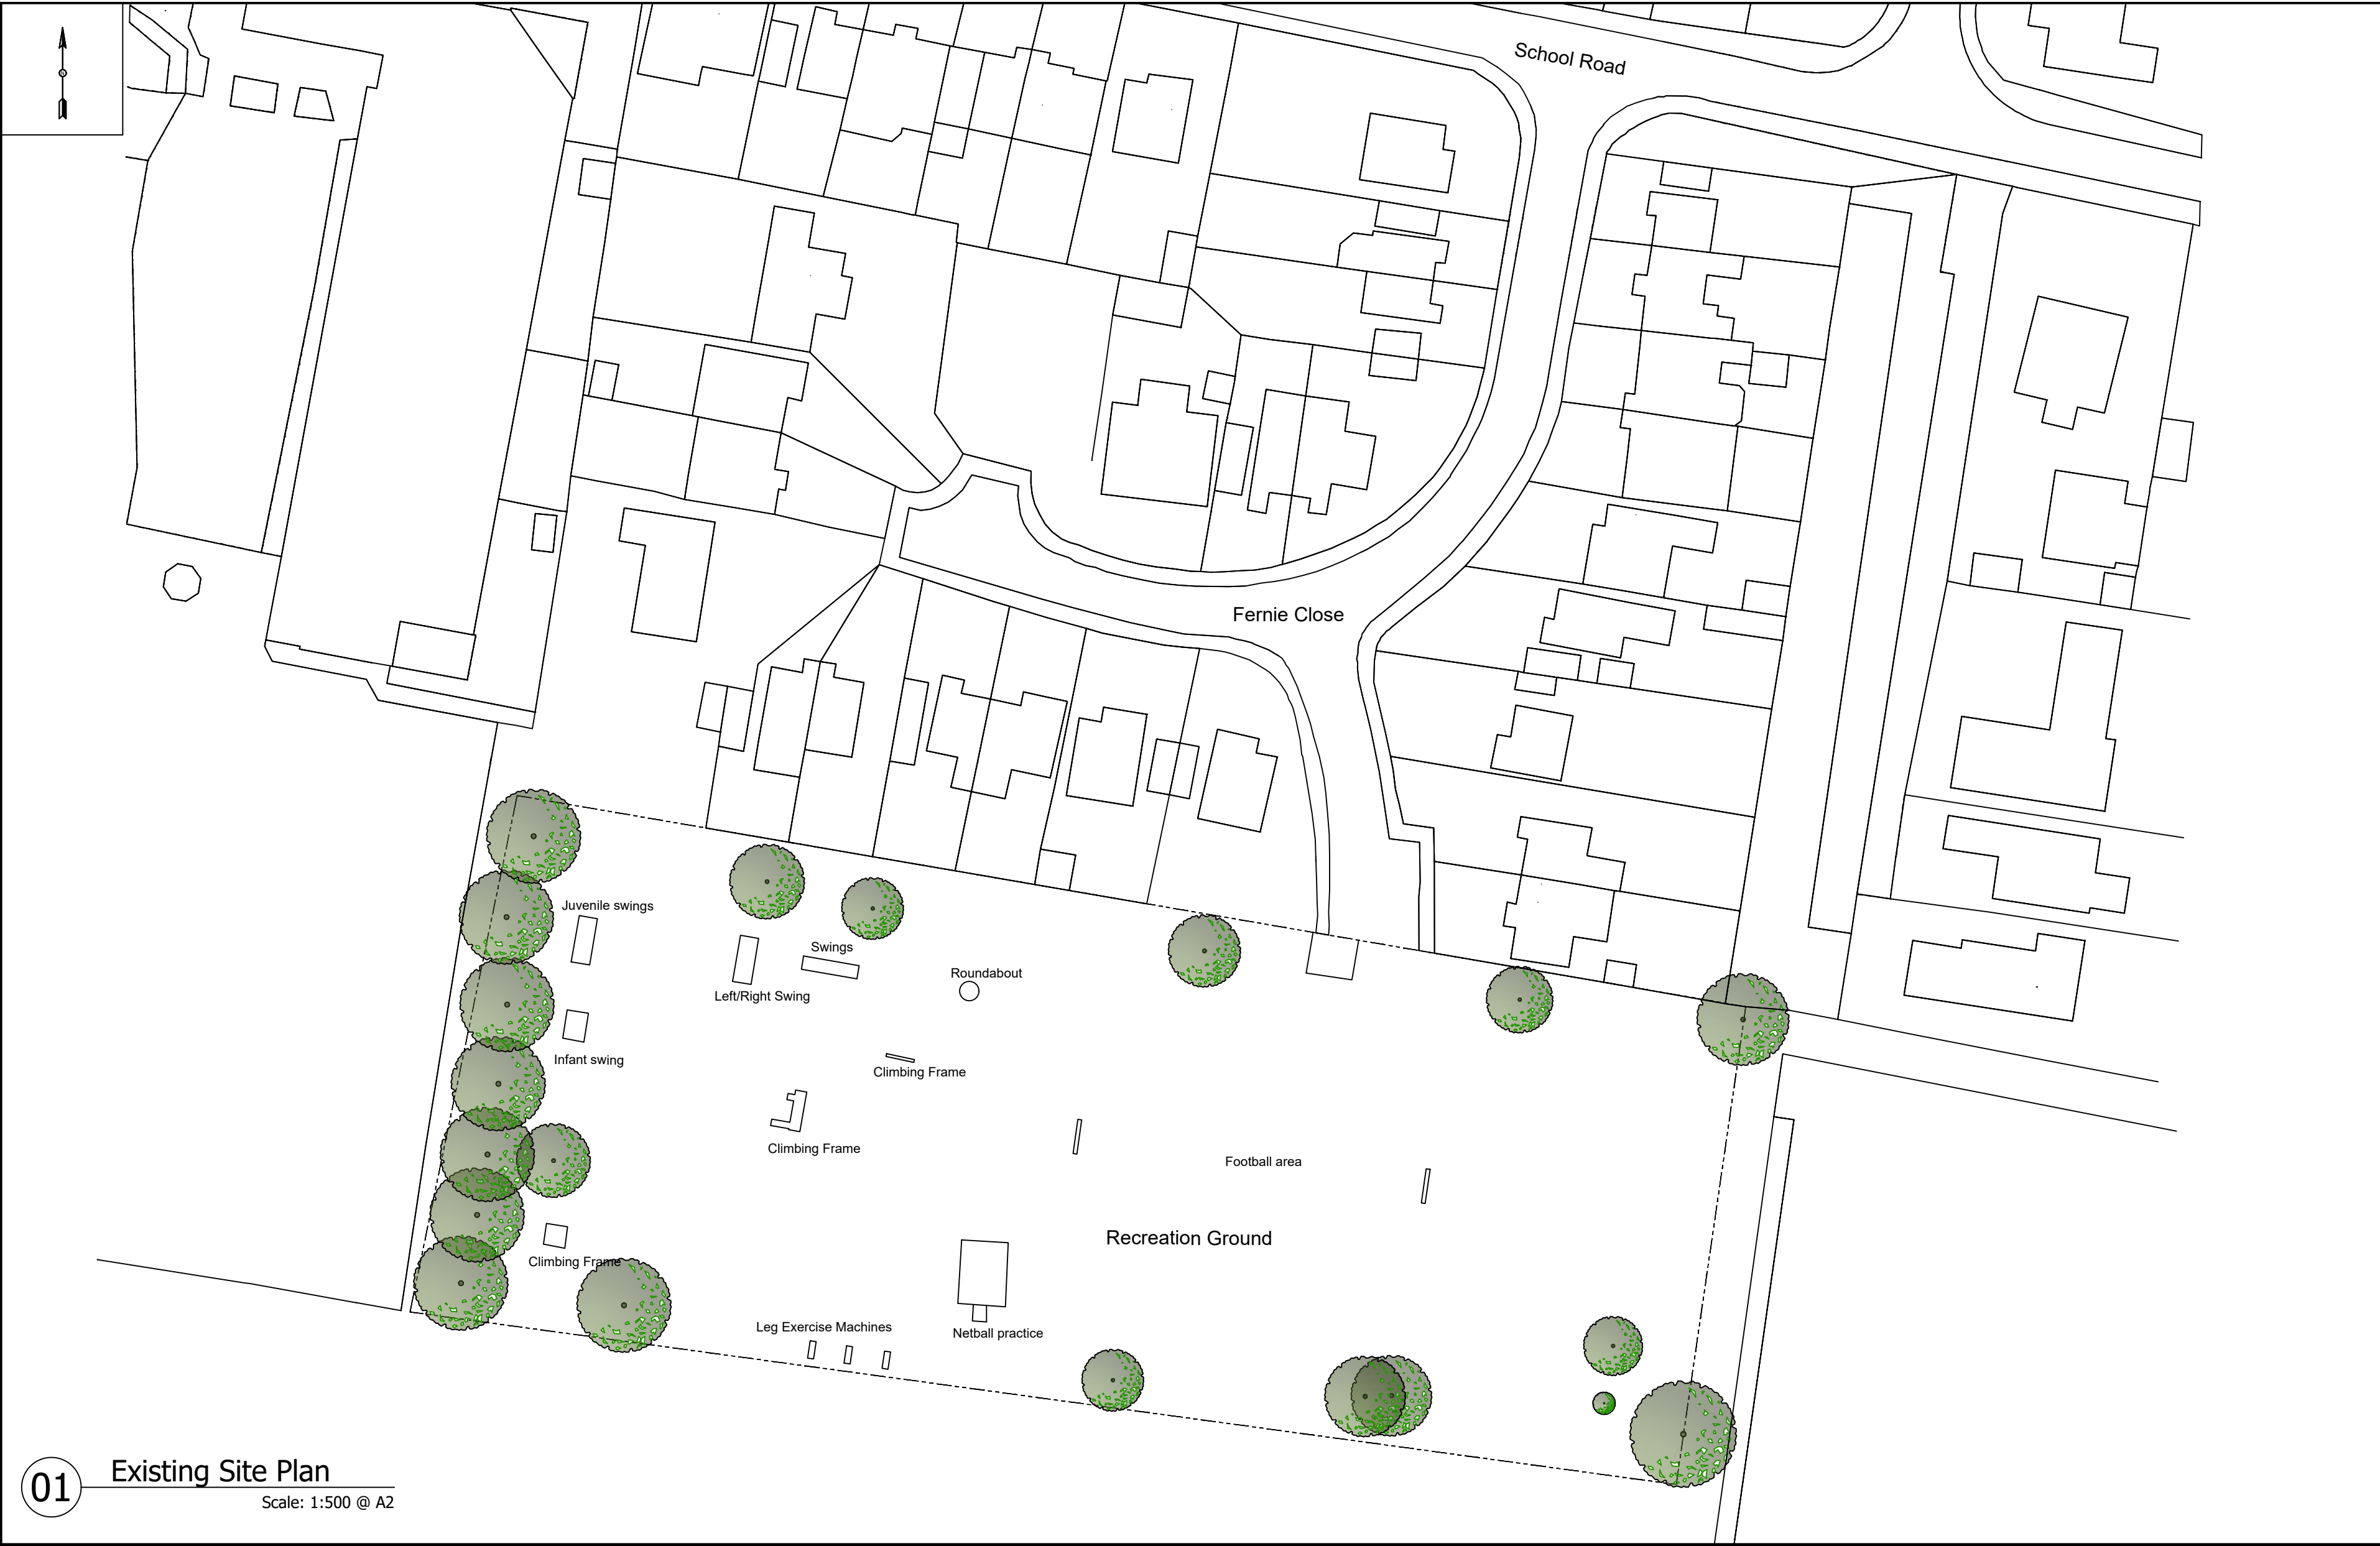 School Road
Fernie Close
Juvenile swings
Swings
Left/Right Swing
Roundabout
Infant swing
Climbing Frame
Climbing Frame
Football area
Recreation Ground
Climbing Frame
Leg Exercise Machines
Netball practice
01
Existing Site Plan
Scale: 1:500 @ A2